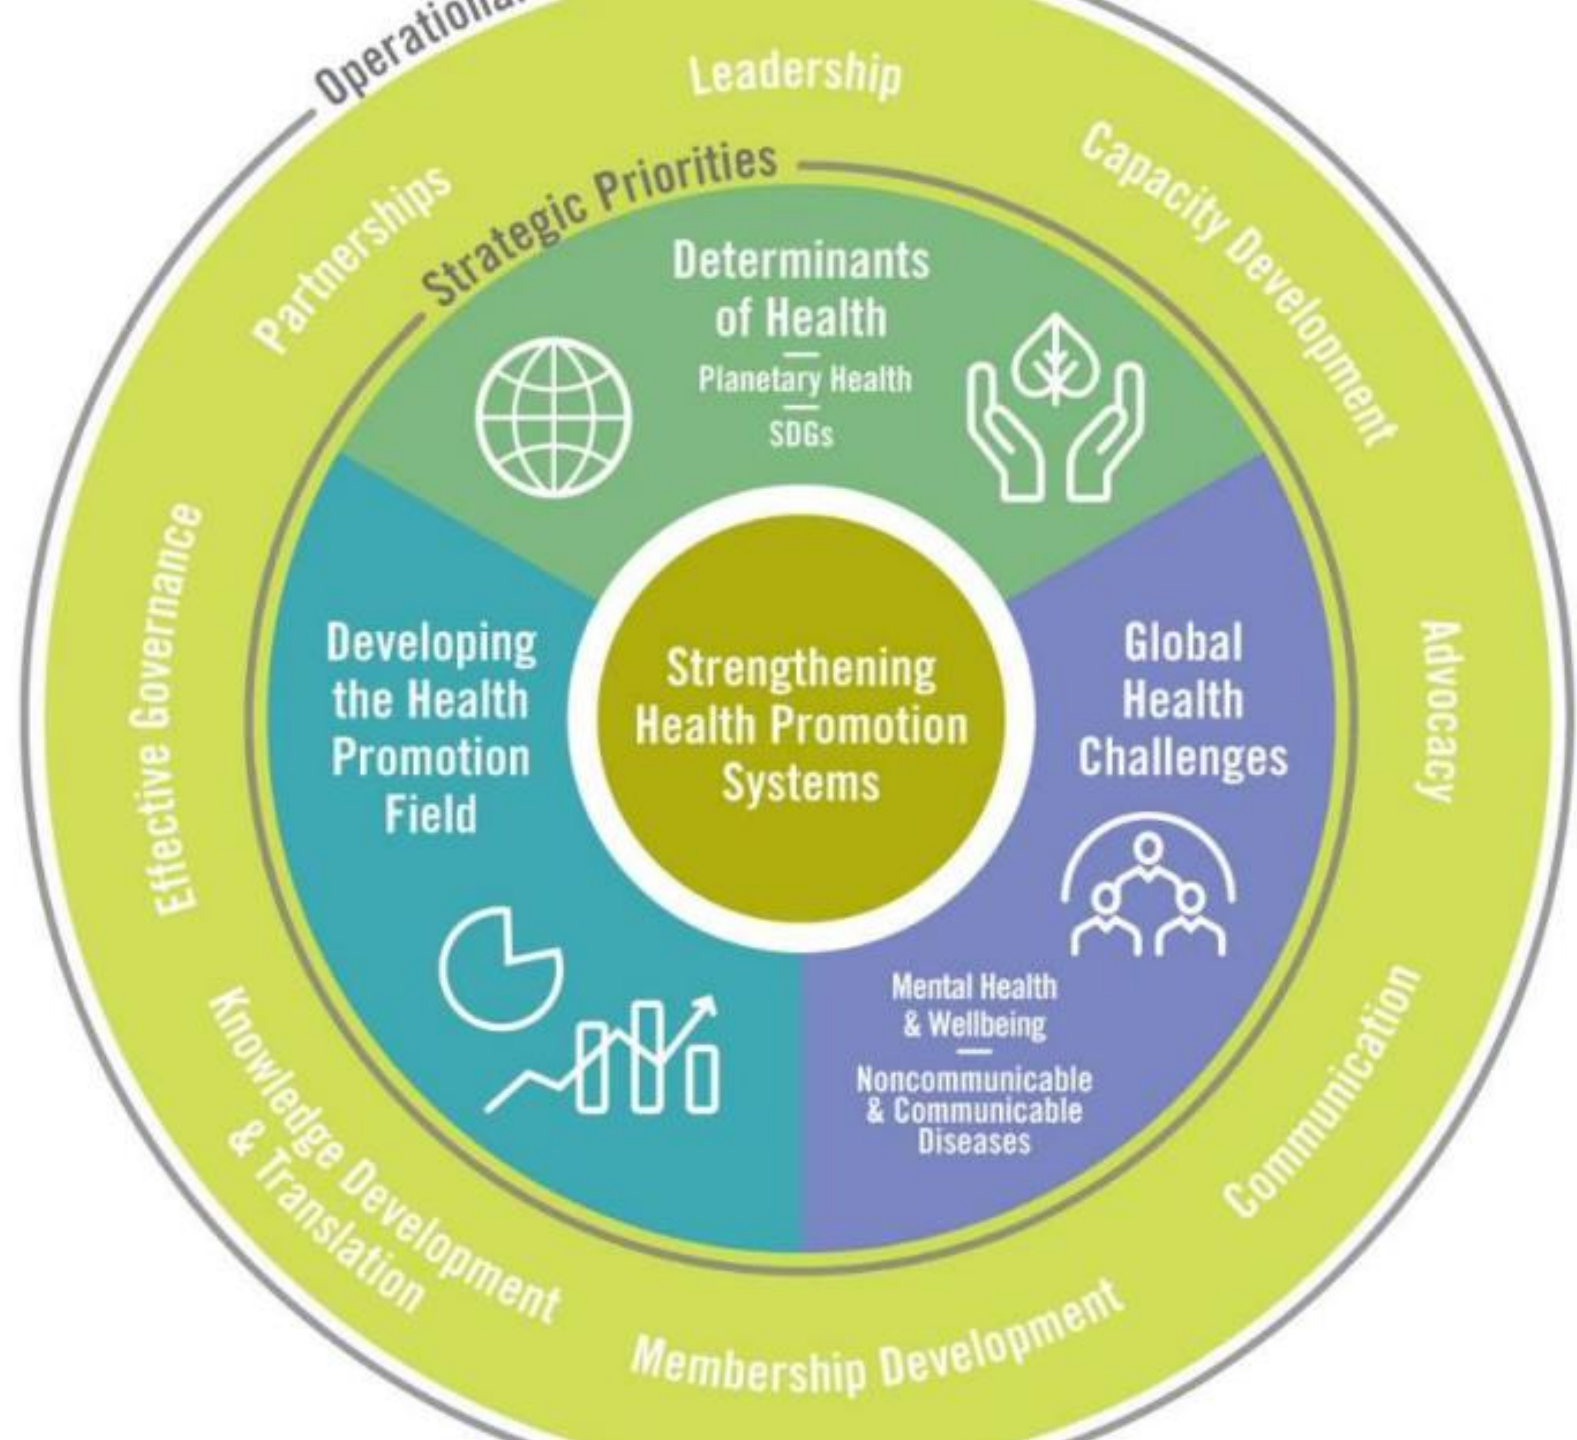 Operational
Leadership
Capacity Development
Advocacy
Communication
Membership Development
Knowledge Development
& Translation
Effective Governance
Partnerships
Strategic Priorities
Determinants
of Health
Planetary Health
SDGs
Global
Health
Challenges
Mental Health
& Wellbeing
Noncommunicable
& Communicable
Diseases
Developing
the Health
Promotion
Field
Strengthening
Health Promotion
Systems